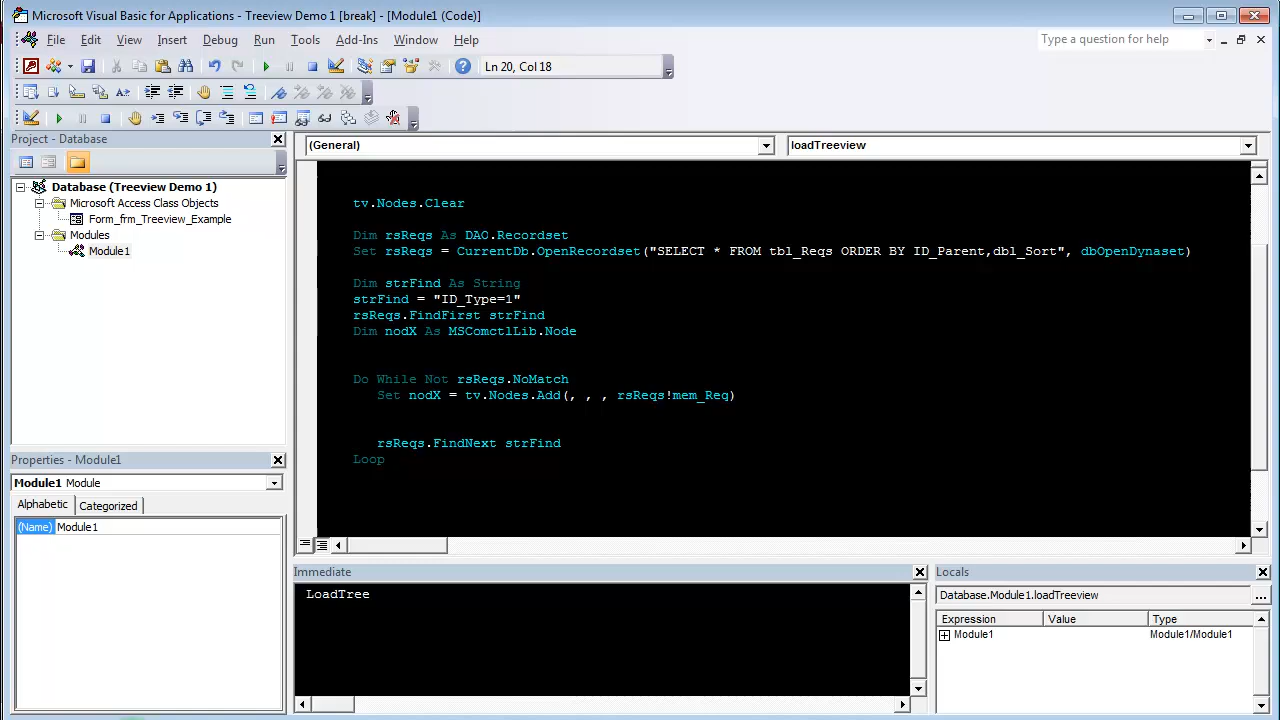 Microsoft Visual Basic for Applications - Treeview Demo 1 [break] - [Module1 (Code)]
File Edit View Insert Debug Run Tools Add-Ins Window Help
Type a question for help
Ln 20, Col 18
Project - Database
Database (Treeview Demo 1)
Microsoft Access Class Objects
Form_frm_Treeview_Example
Modules
Module1
Properties - Module1
Module1 Module
Alphabetic Categorized
(Name) Module1
(General) loadTreeview
tv.Nodes.Clear
Dim rsReqs As DAO.Recordset
Set rsReqs = CurrentDb.OpenRecordset("SELECT * FROM tbl_Reqs ORDER BY ID_Parent,dbl_Sort", dbOpenDynaset)
Dim strFind As String
strFind = "ID_Type=1"
rsReqs.FindFirst strFind
Dim nodX As MSComctlLib.Node
Do While Not rsReqs.NoMatch
Set nodX = tv.Nodes.Add(, , , rsReqs!mem_Req)
rsReqs.FindNext strFind
Loop
Immediate
LoadTree
Locals
Database.Module1.loadTreeview
...
Expression Value Type
Module1 Module1/Module1